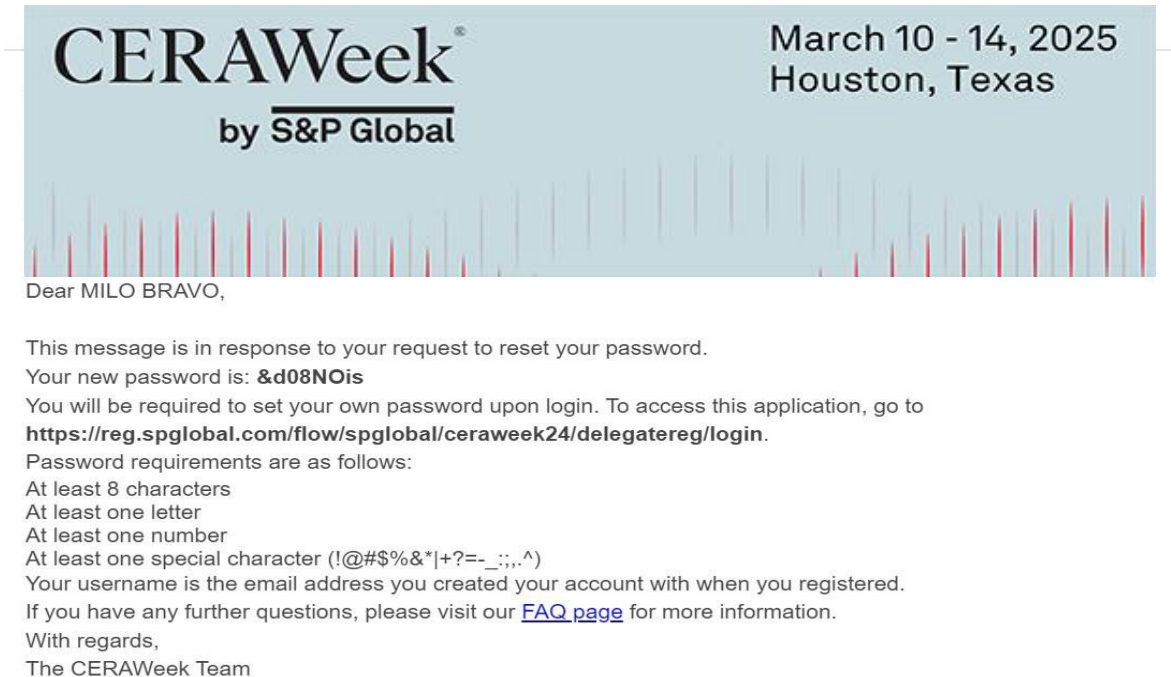 CERAWeek®
by S&P Global
March 10 - 14, 2025
Houston, Texas
Dear MILO BRAVO,
This message is in response to your request to reset your password.
Your new password is: &d08NOis
You will be required to set your own password upon login. To access this application, go to
https://reg.spglobal.com/flow/spglobal/ceraweek24/delegatereg/login.
Password requirements are as follows:
At least 8 characters
At least one letter
At least one number
At least one special character (!@#$%&*|+?=-_:;,.^)
Your username is the email address you created your account with when you registered.
If you have any further questions, please visit our FAQ page for more information.
With regards,
The CERAWeek Team